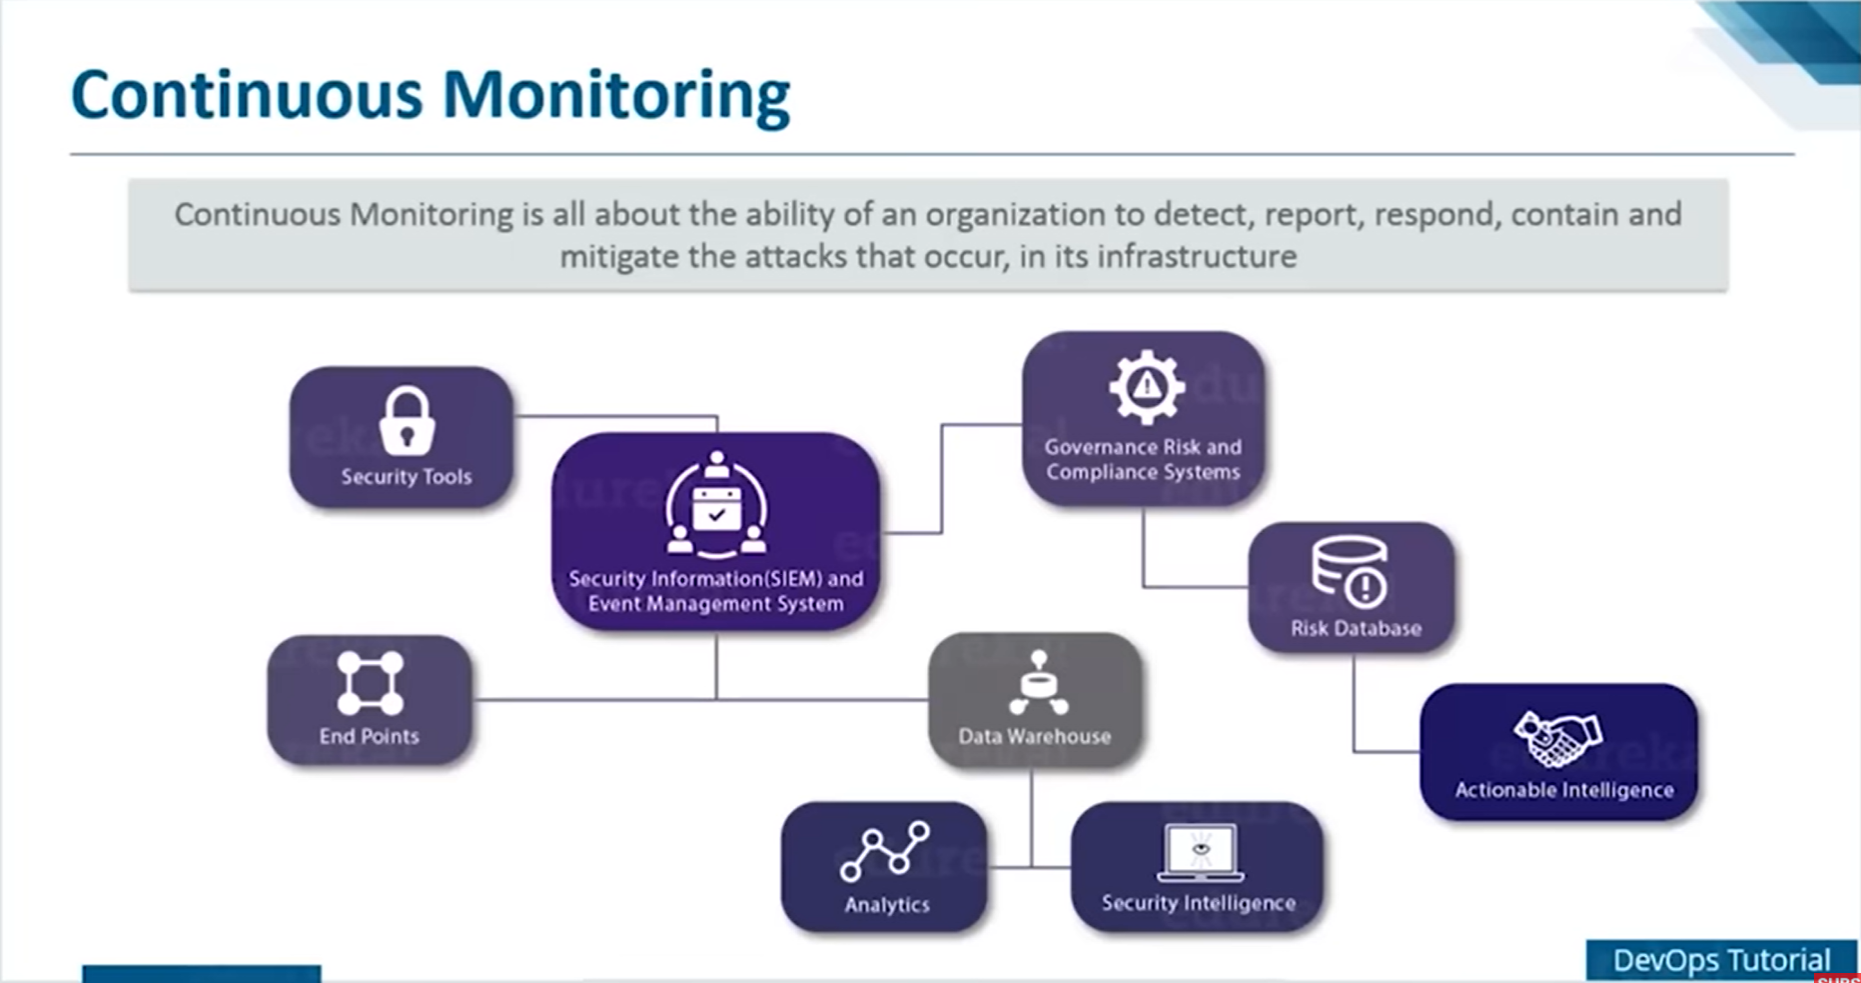 Continuous Monitoring
Continuous Monitoring is all about the ability of an organization to detect, report, respond, contain and
mitigate the attacks that occur, in its infrastructure
Security Tools
Governance Risk and
Compliance Systems
Security Information(SIEM) and
Event Management System
Risk Database
End Points
Data Warehouse
Actionable Intelligence
Analytics
Security Intelligence
DevOps Tutorial